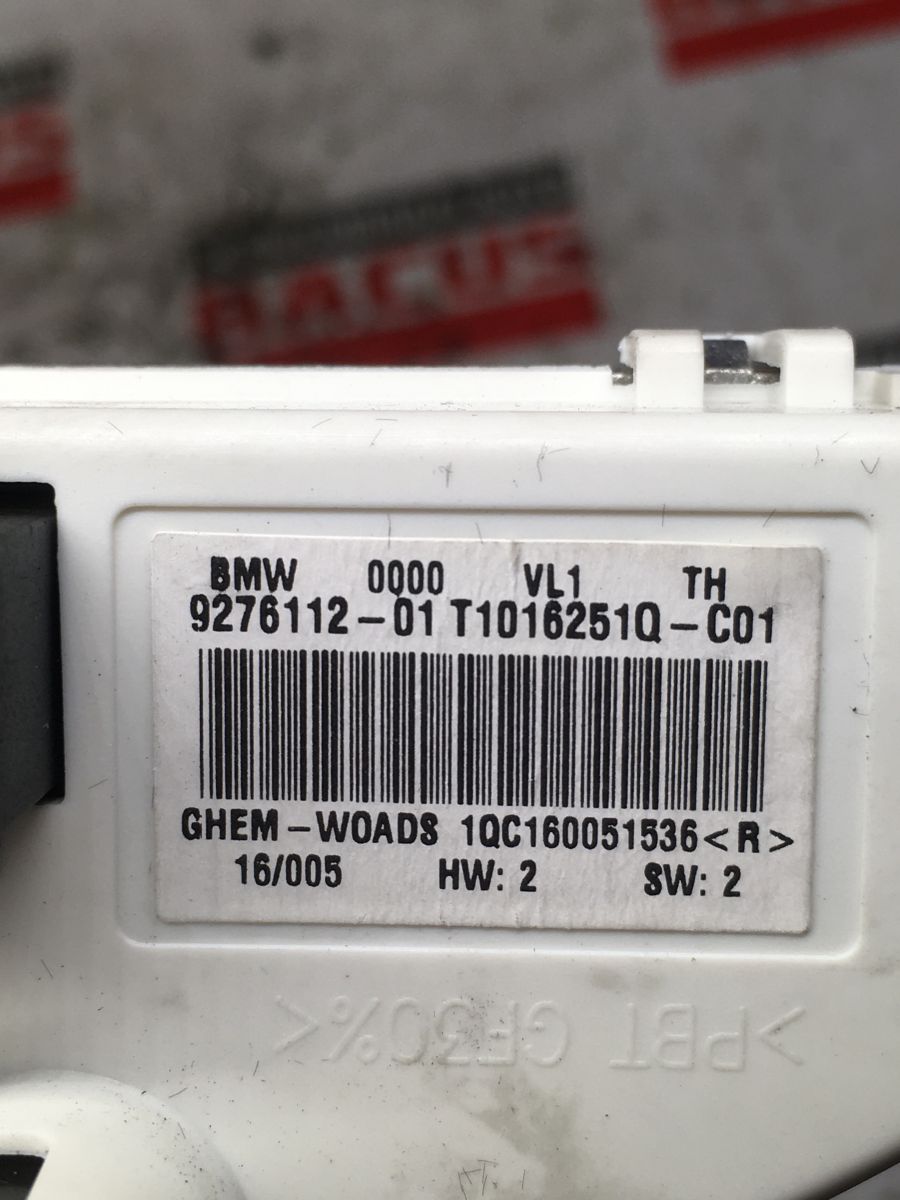 BMW 0000 VL1 TH
9276112-01 T1016251Q-C01
GHEM-WOADS 1QC160051536<R>
16/005 HW: 2 SW: 2
>PBT GF30%<